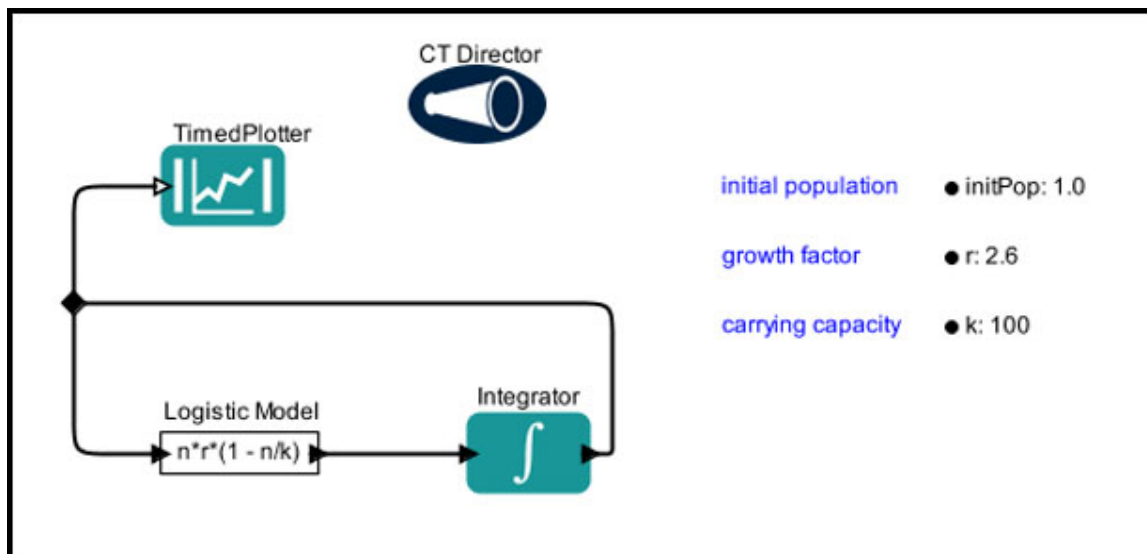 CT Director
TimedPlotter
initial population
initPop: 1.0
growth factor
r: 2.6
carrying capacity
k: 100
Logistic Model
n*r*(1 - n/k)
Integrator
∫